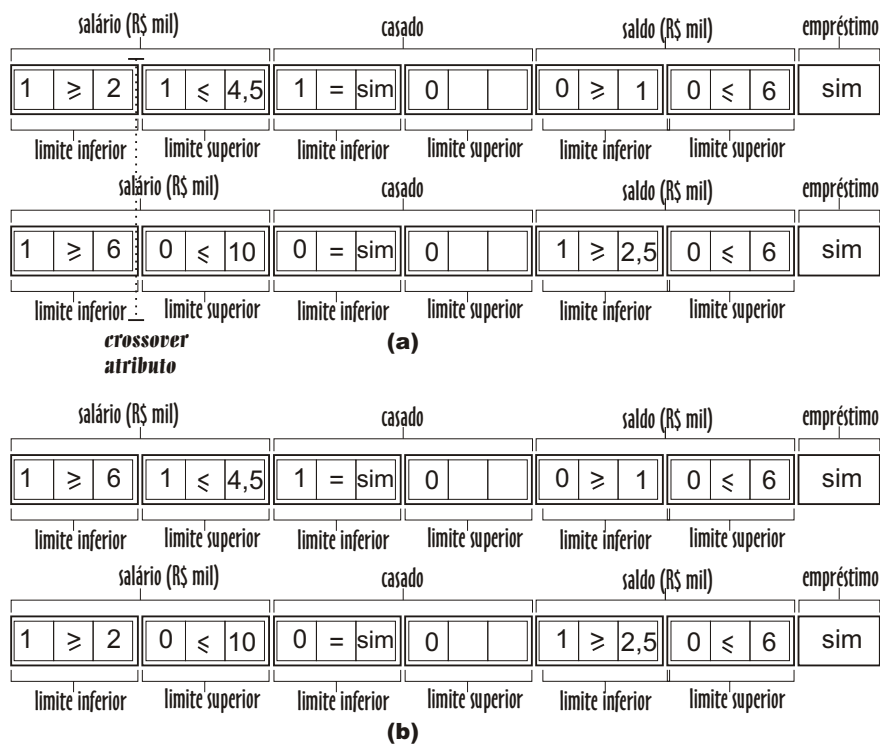 salário (R$ mil) casado saldo (R$ mil) empréstimo
1 ⩾ 2 1 ⩽ 4,5 1 = sim 0 0 ⩾ 1 0 ⩽ 6 sim
limite inferior limite superior limite inferior limite superior limite inferior limite superior
salário (R$ mil) casado saldo (R$ mil) empréstimo
1 ⩾ 6 0 ⩽ 10 0 = sim 0 1 ⩾ 2,5 0 ⩽ 6 sim
limite inferior limite superior limite inferior limite superior limite inferior limite superior
crossover
atributo
(a)
salário (R$ mil) casado saldo (R$ mil) empréstimo
1 ⩾ 6 1 ⩽ 4,5 1 = sim 0 0 ⩾ 1 0 ⩽ 6 sim
limite inferior limite superior limite inferior limite superior limite inferior limite superior
salário (R$ mil) casado saldo (R$ mil) empréstimo
1 ⩾ 2 0 ⩽ 10 0 = sim 0 1 ⩾ 2,5 0 ⩽ 6 sim
limite inferior limite superior limite inferior limite superior limite inferior limite superior
(b)